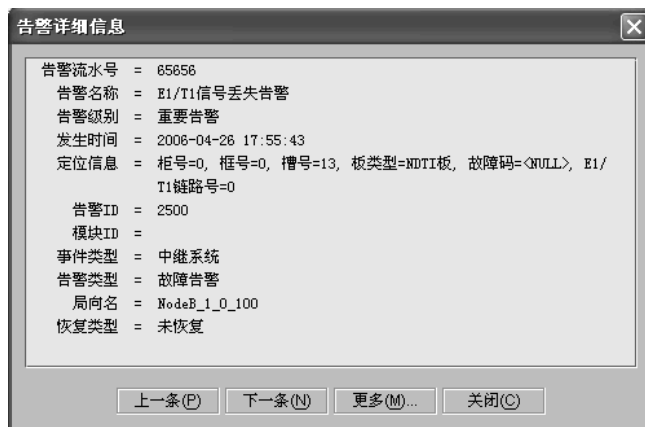 告警详细信息
告警流水号 = 65656
告警名称 = E1/T1信号丢失告警
告警级别 = 重要告警
发生时间 = 2006-04-26 17:55:43
定位信息 = 柜号=0, 框号=0, 槽号=13, 板类型=NDTI板, 故障码=<NULL>, E1/
T1链路号=0
告警ID = 2500
模块ID =
事件类型 = 中继系统
告警类型 = 故障告警
局向名 = NodeB_1_0_100
恢复类型 = 未恢复
上一条(P) 下一条(N) 更多(M)... 关闭(C)